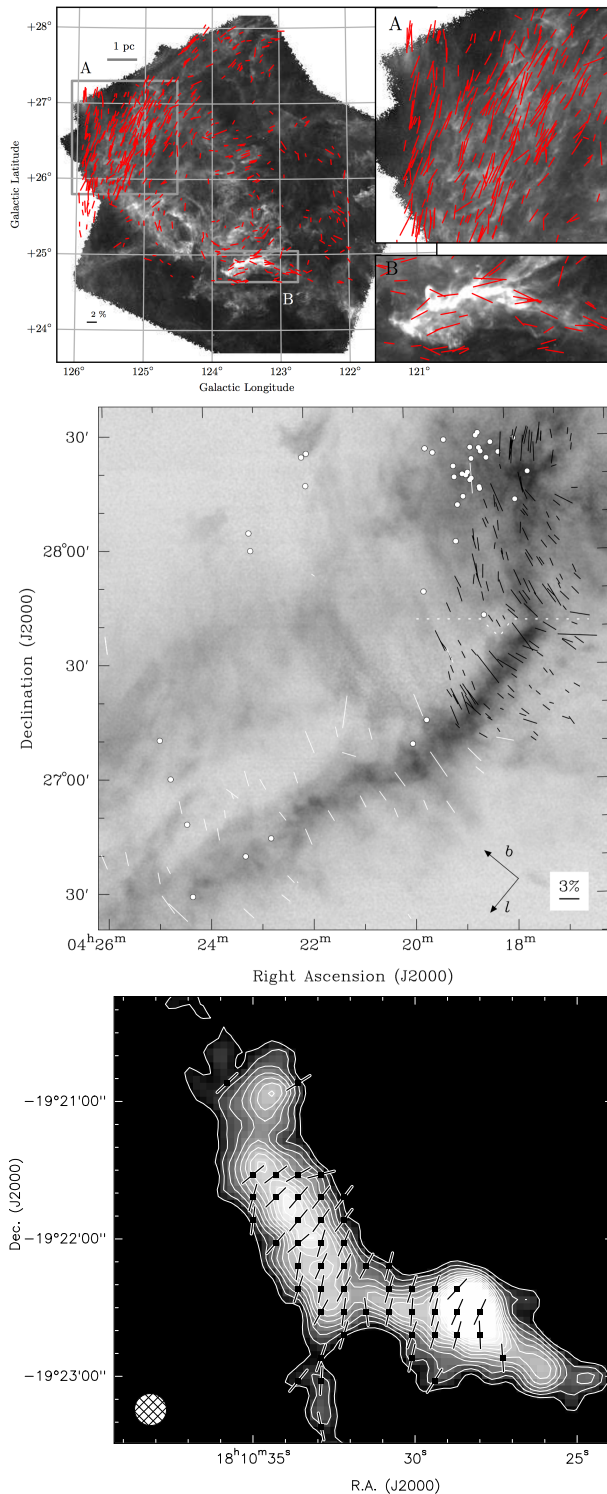 +28°
1 pc
A
A
+27°
Galactic Latitude
+26°
+25°
B
B
2 %
+24°
126° 125° 124° 123° 122° 121°
Galactic Longitude
30'
28°00'
30'
Declination (J2000)
27°00'
b
3%
30'
l
04h26m 24m 22m 20m 18m
Right Ascension (J2000)
−19°21'00"
Dec. (J2000)
−19°22'00"
−19°23'00"
18h10m35s 30s 25s
R.A. (J2000)